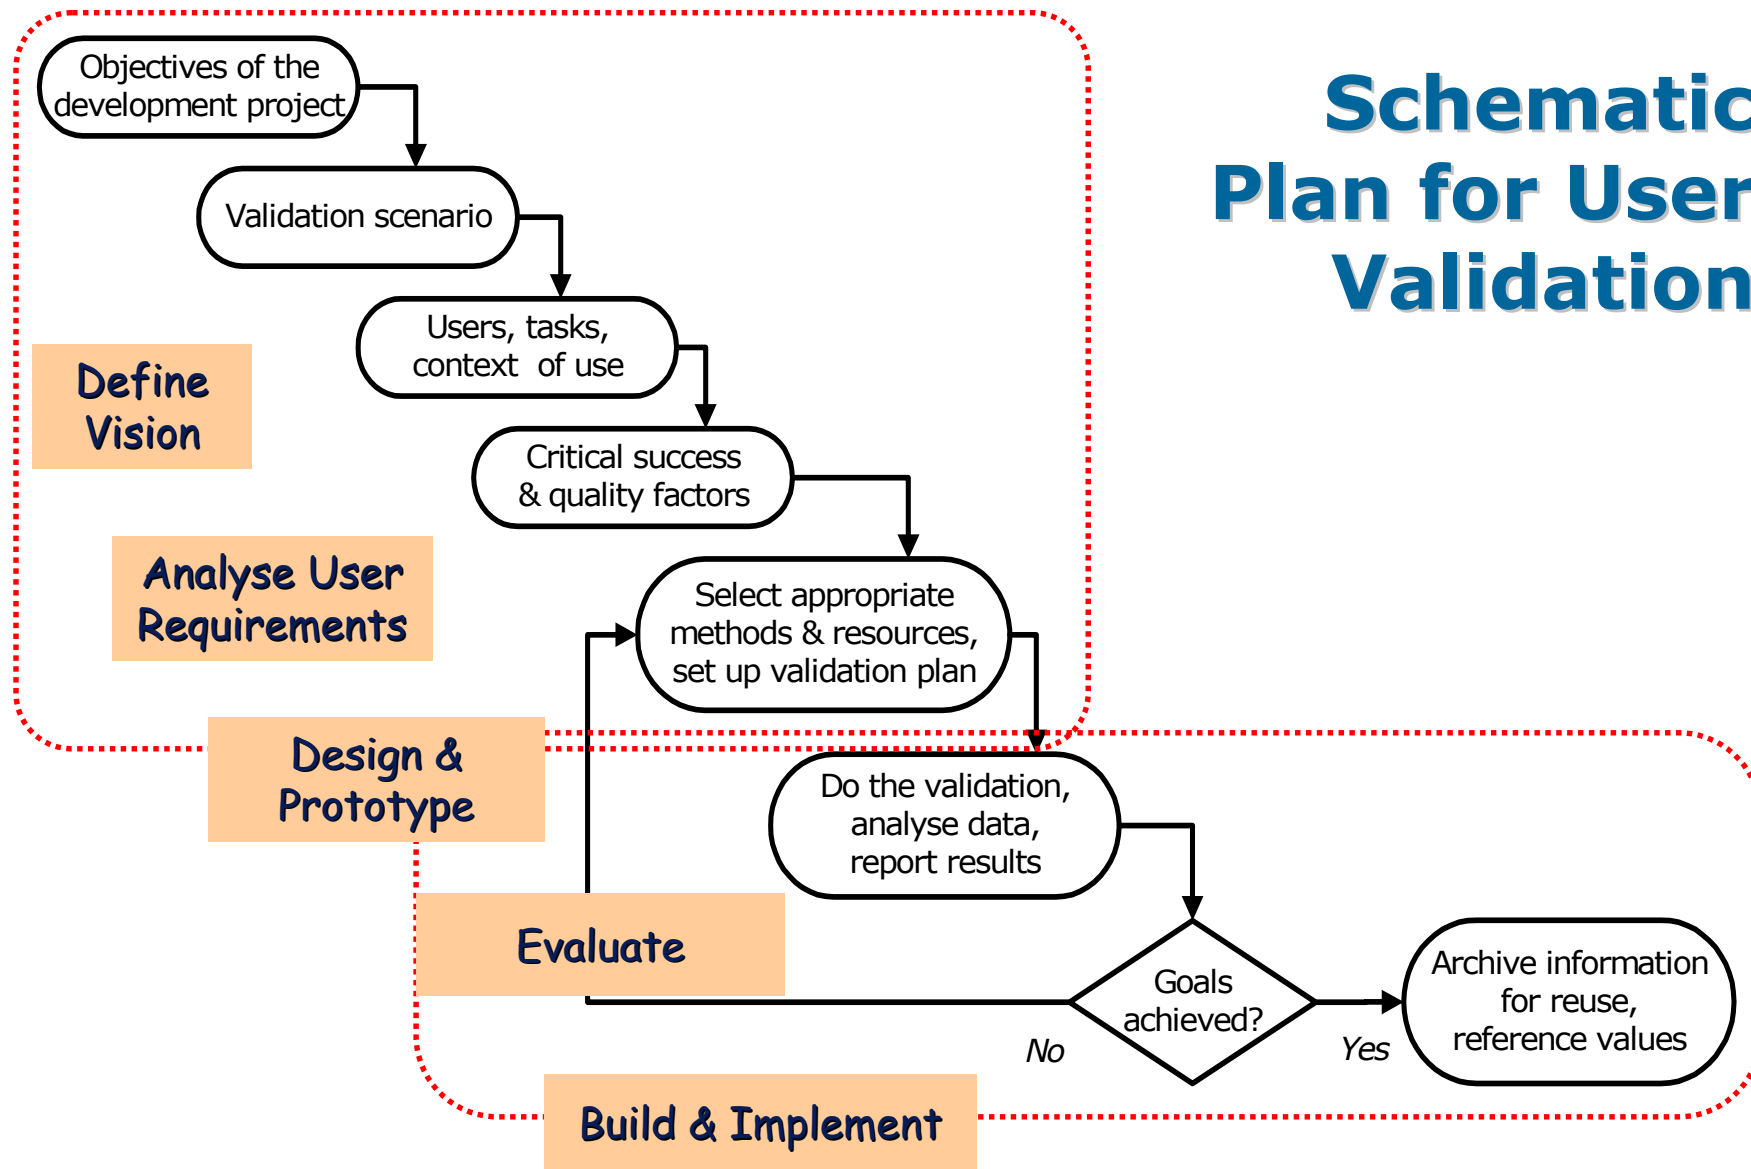 Schematic
Plan for User
Validation
Objectives of the
development project
Validation scenario
Users, tasks,
context of use
Define
Vision
Critical success
& quality factors
Analyse User
Requirements
Select appropriate
methods & resources,
set up validation plan
Design &
Prototype
Do the validation,
analyse data,
report results
Evaluate
Goals
achieved?
No
Yes
Archive information
for reuse,
reference values
Build & Implement